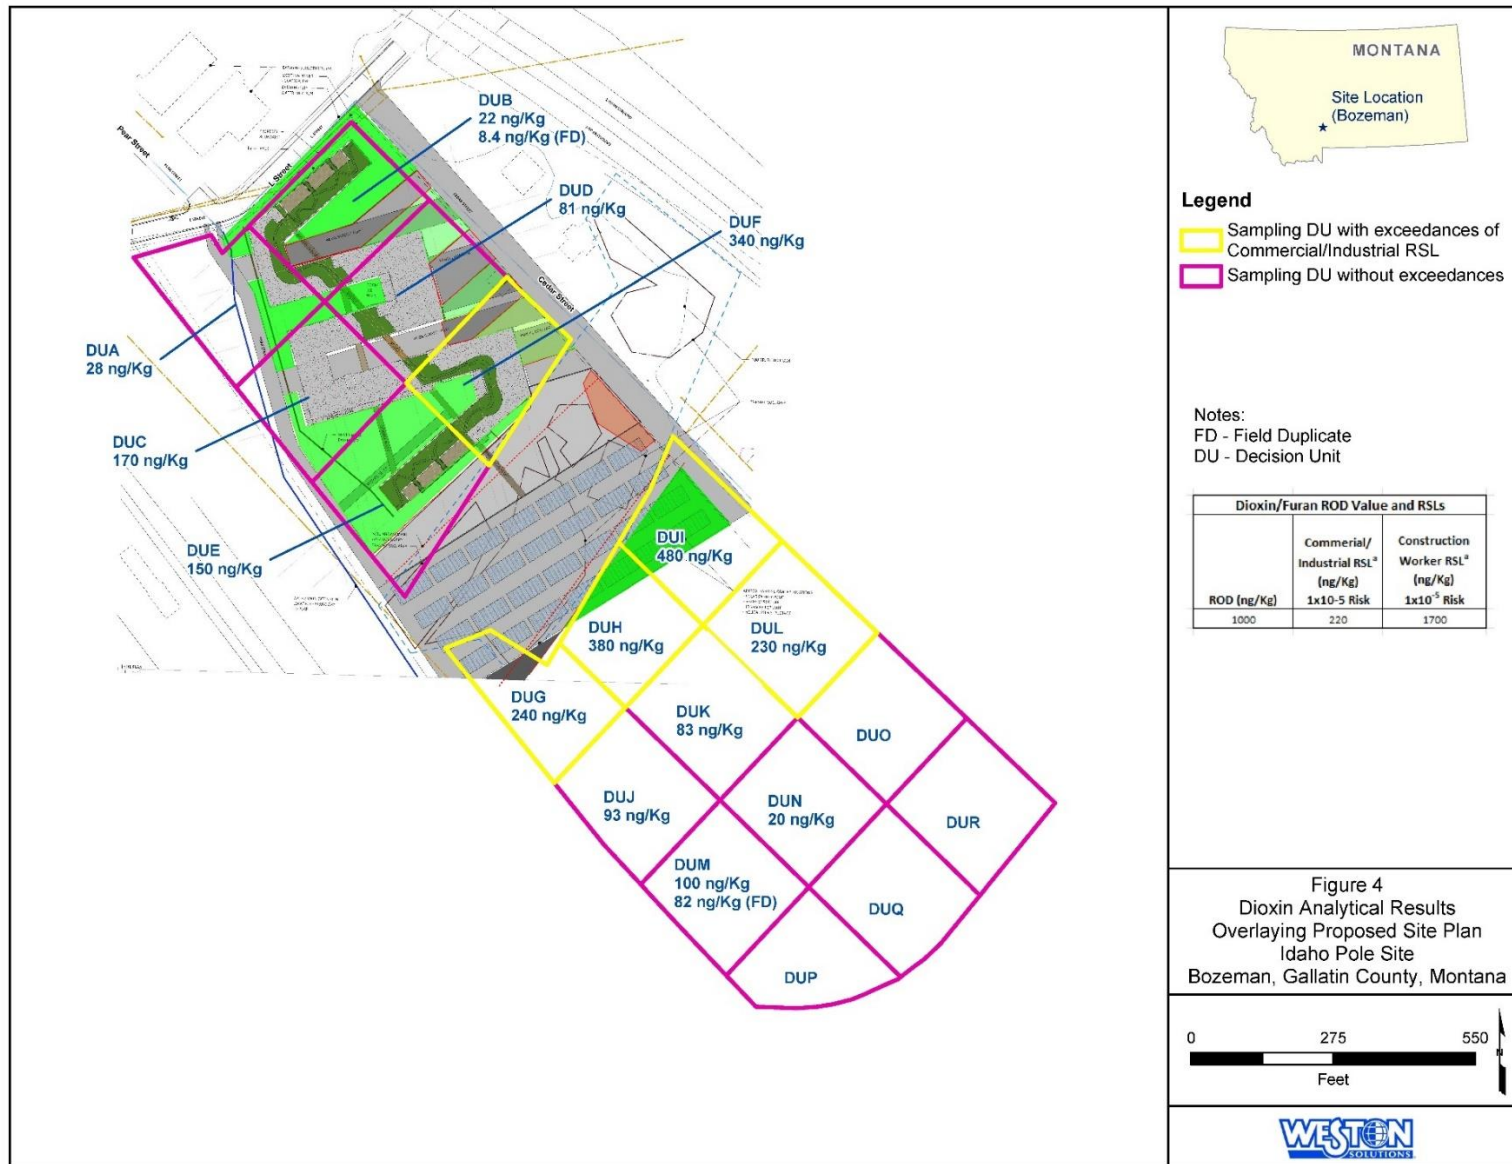 DUB
22 ng/Kg
8.4 ng/Kg (FD)
DUD
81 ng/Kg
DUF
340 ng/Kg
Pear Street
L Street
Cedar Street
DUA
28 ng/Kg
DUC
170 ng/Kg
DUE
150 ng/Kg
DUI
480 ng/Kg
DUH
380 ng/Kg
DUL
230 ng/Kg
DUG
240 ng/Kg
DUK
83 ng/Kg
DUO
DUJ
93 ng/Kg
DUN
20 ng/Kg
DUR
DUM
100 ng/Kg
82 ng/Kg (FD)
DUQ
DUP
MONTANA
Site Location
(Bozeman)
Legend
Sampling DU with exceedances of
Commercial/Industrial RSL
Sampling DU without exceedances
Notes:
FD - Field Duplicate
DU - Decision Unit
Dioxin/Furan ROD Value and RSLs
ROD (ng/Kg)
Commerial/
Industrial RSLᵃ
(ng/Kg)
1x10-5 Risk
Construction
Worker RSLᵃ
(ng/Kg)
1x10⁻⁵ Risk
1000 220 1700
Figure 4
Dioxin Analytical Results
Overlaying Proposed Site Plan
Idaho Pole Site
Bozeman, Gallatin County, Montana
0 275 550
Feet
N
WESTON
SOLUTIONS